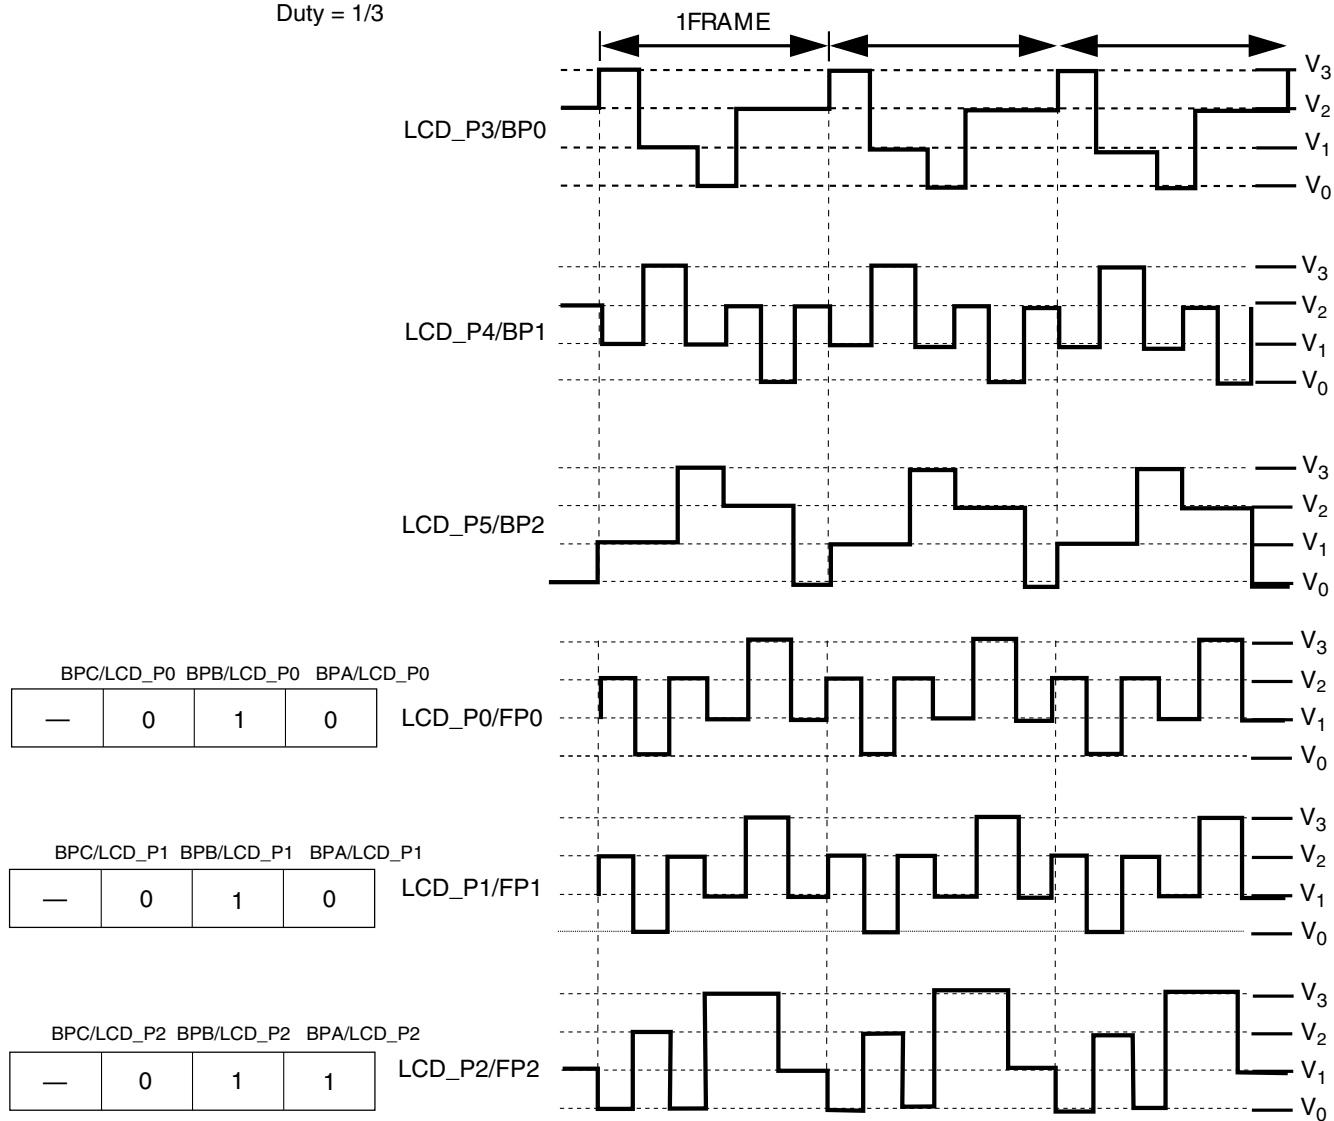 Duty = 1/3
1FRAME
LCD_P3/BP0
V3
V2
V1
V0
LCD_P4/BP1
V3
V2
V1
V0
LCD_P5/BP2
V3
V2
V1
V0
BPC/LCD_P0 BPB/LCD_P0 BPA/LCD_P0
— 0 1 0
LCD_P0/FP0
V3
V2
V1
V0
BPC/LCD_P1 BPB/LCD_P1 BPA/LCD_P1
— 0 1 0
LCD_P1/FP1
V3
V2
V1
V0
BPC/LCD_P2 BPB/LCD_P2 BPA/LCD_P2
— 0 1 1
LCD_P2/FP2
V3
V2
V1
V0